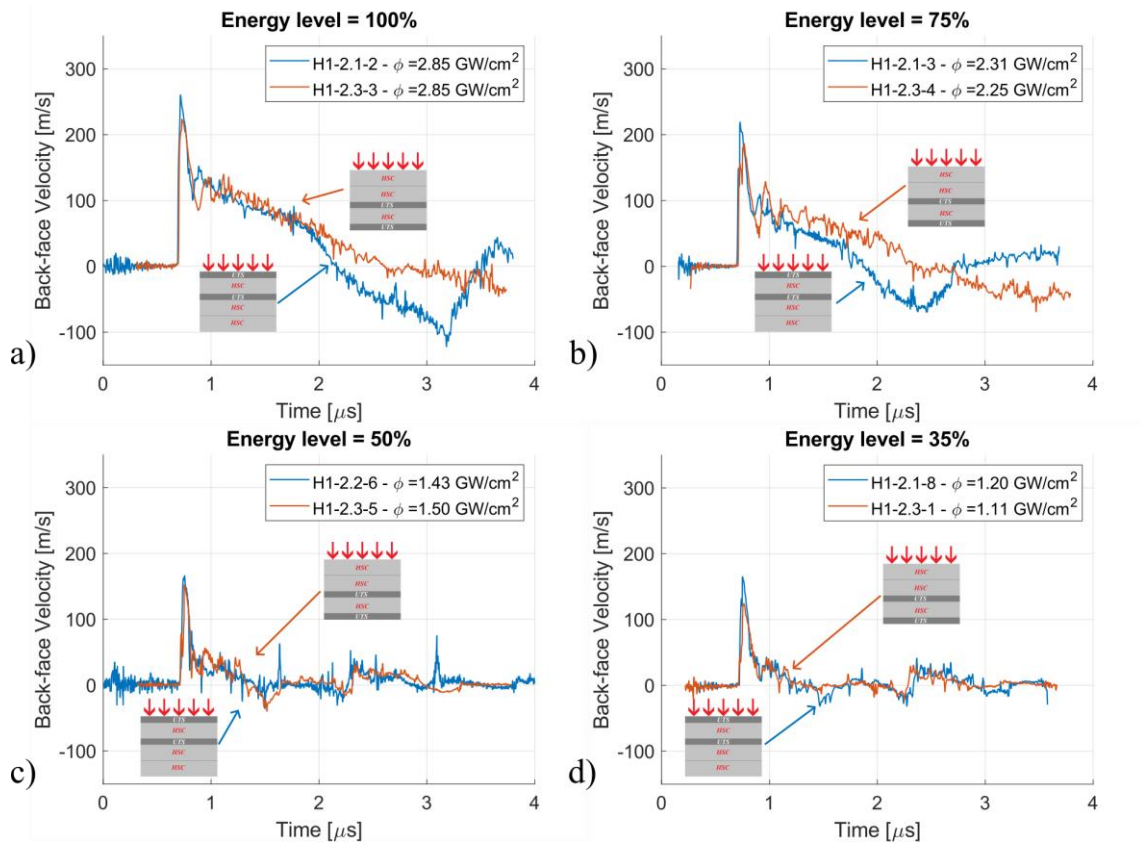 Energy level = 100%
Back-face Velocity [m/s]
300
200
100
0
-100
H1-2.1-2 - ϕ =2.85 GW/cm²
H1-2.3-3 - ϕ =2.85 GW/cm²
HSC
HSC
UTS
HSC
UTS
UTS
HSC
UTS
HSC
HSC
0 1 2 3 4
Time [μs]
a)
Energy level = 75%
Back-face Velocity [m/s]
300
200
100
0
-100
H1-2.1-3 - ϕ =2.31 GW/cm²
H1-2.3-4 - ϕ =2.25 GW/cm²
HSC
HSC
UTS
HSC
UTS
UTS
HSC
UTS
HSC
HSC
0 1 2 3 4
Time [μs]
b)
Energy level = 50%
Back-face Velocity [m/s]
300
200
100
0
-100
H1-2.2-6 - ϕ =1.43 GW/cm²
H1-2.3-5 - ϕ =1.50 GW/cm²
HSC
HSC
UTS
HSC
UTS
UTS
HSC
UTS
HSC
HSC
0 1 2 3 4
Time [μs]
c)
Energy level = 35%
Back-face Velocity [m/s]
300
200
100
0
-100
H1-2.1-8 - ϕ =1.20 GW/cm²
H1-2.3-1 - ϕ =1.11 GW/cm²
HSC
HSC
UTS
HSC
UTS
UTS
HSC
UTS
HSC
HSC
0 1 2 3 4
Time [μs]
d)